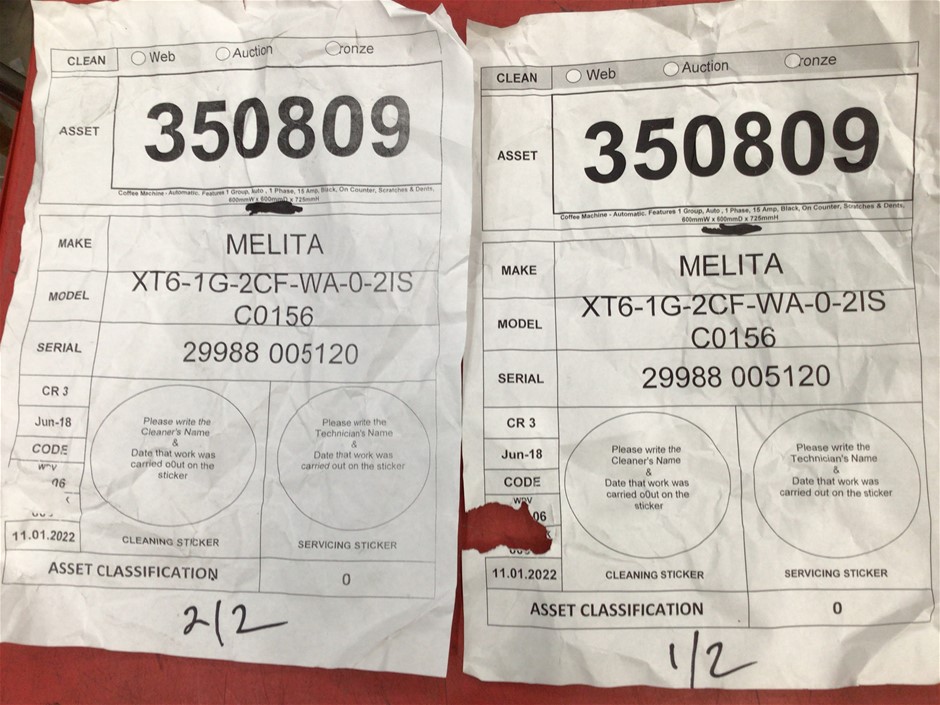 CLEAN Web Auction Bronze
ASSET 350809
Coffee Machine - Automatic. Features 1 Group, Auto , 1 Phase, 15 Amp, Black, On Counter, Scratches & Dents,
600mmW x 600mmD x 725mmH
MAKE MELITA
MODEL XT6-1G-2CF-WA-0-2IS
C0156
SERIAL 29988 005120
CR 3
Jun-18
CODE
06
11.01.2022
Please write the
Cleaner's Name
&
Date that work was
carried o0ut on the
sticker
CLEANING STICKER
Please write the
Technician's Name
&
Date that work was
carried out on the sticker
SERVICING STICKER
ASSET CLASSIFICATION 0
2/2
CLEAN Web Auction Bronze
ASSET 350809
Coffee Machine - Automatic. Features 1 Group, Auto , 1 Phase, 15 Amp, Black, On Counter, Scratches & Dents,
600mmW x 600mmD x 725mmH
MAKE MELITA
MODEL XT6-1G-2CF-WA-0-2IS
C0156
SERIAL 29988 005120
CR 3
Jun-18
CODE
06
11.01.2022
Please write the
Cleaner's Name
&
Date that work was
carried o0ut on the
sticker
CLEANING STICKER
Please write the
Technician's Name
&
Date that work was
carried out on the sticker
SERVICING STICKER
ASSET CLASSIFICATION 0
1/2